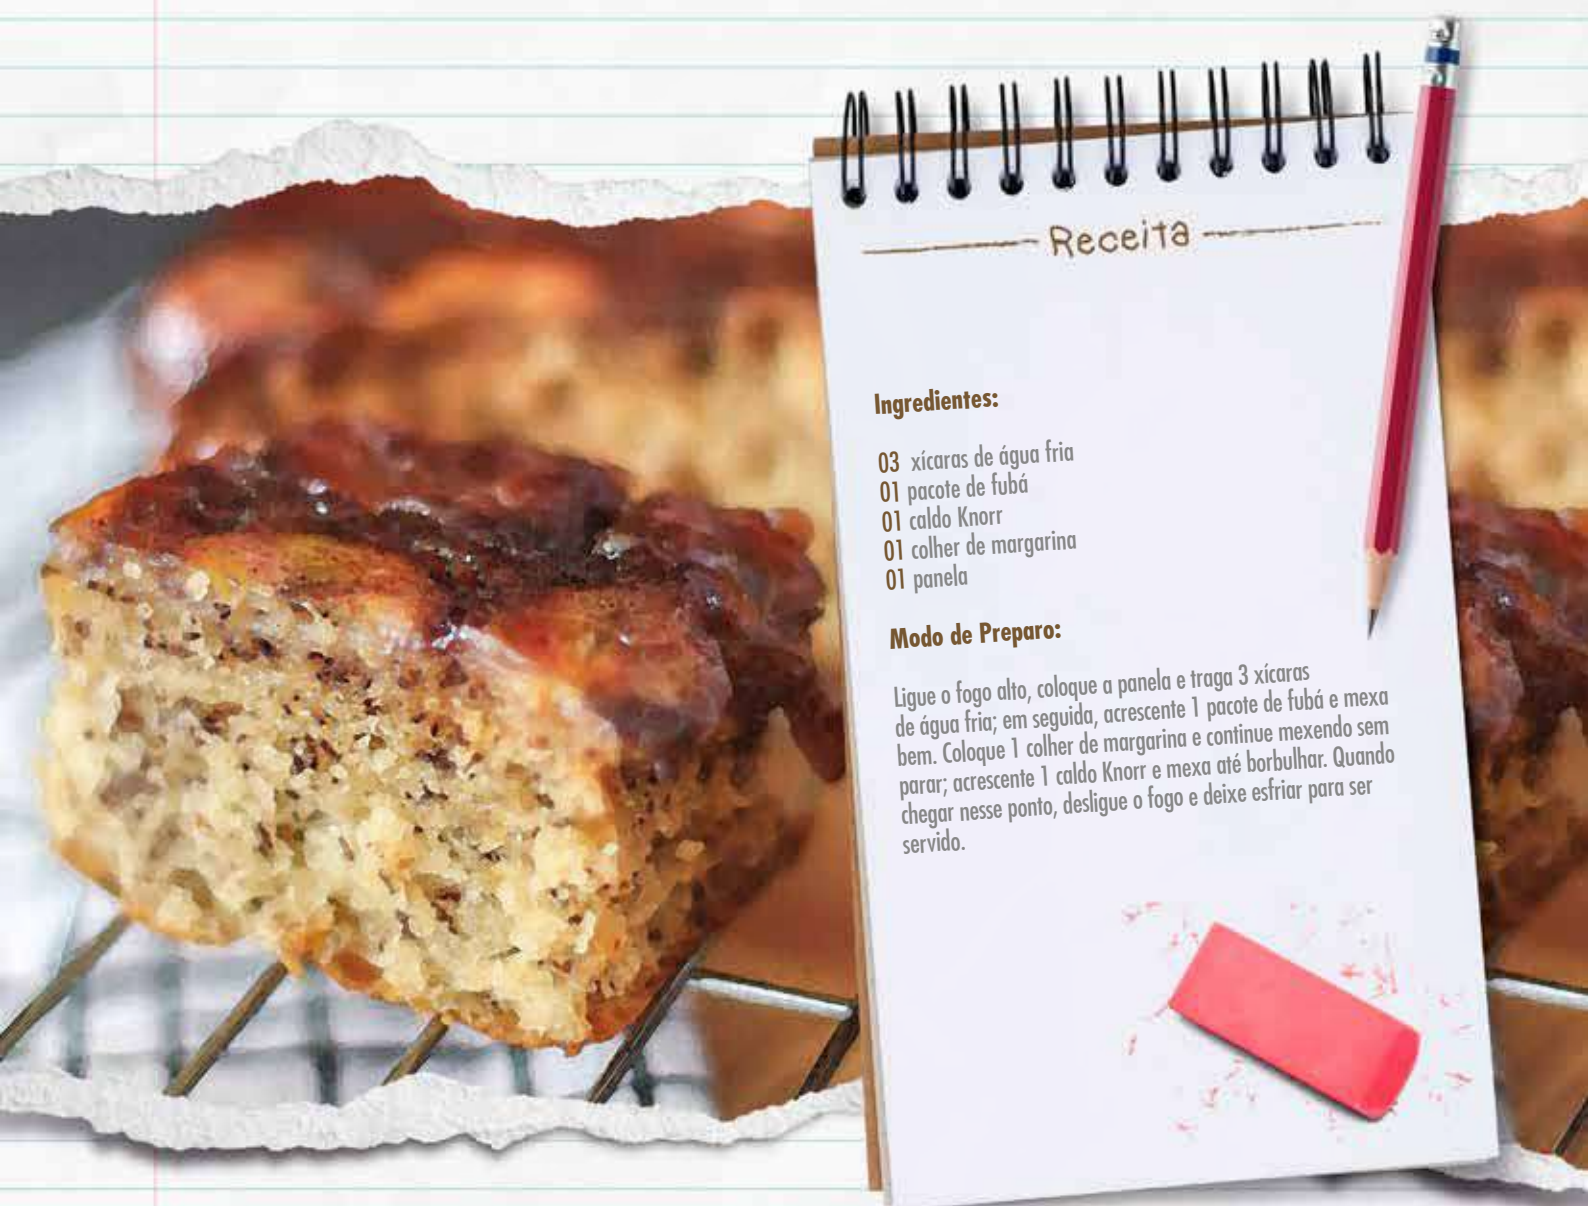 Receita
Ingredientes:
03 xícaras de água fria
01 pacote de fubá
01 caldo Knorr
01 colher de margarina
01 panela
Modo de Preparo:
Ligue o fogo alto, coloque a panela e traga 3 xícaras
de água fria; em seguida, acrescente 1 pacote de fubá e mexa
bem. Coloque 1 colher de margarina e continue mexendo sem
parar; acrescente 1 caldo Knorr e mexa até borbulhar. Quando
chegar nesse ponto, desligue o fogo e deixe esfriar para ser
servido.